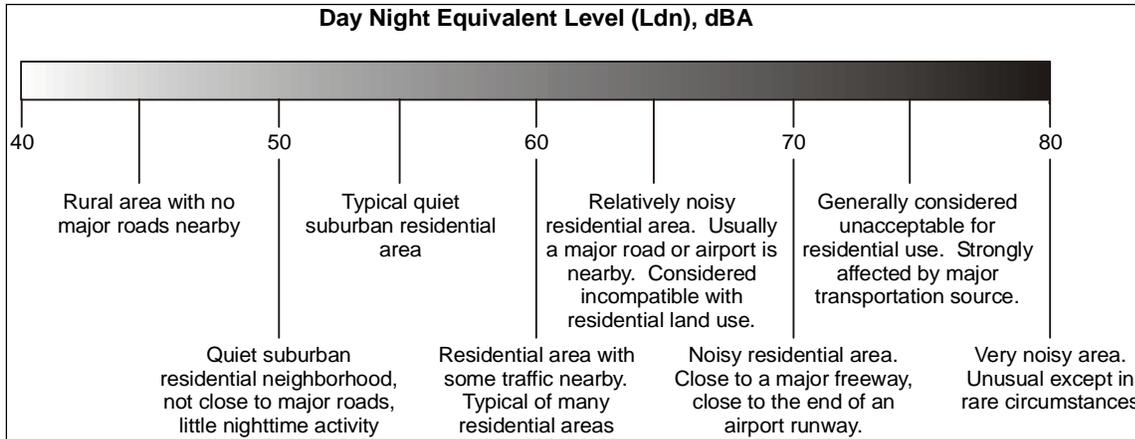 Day Night Equivalent Level (Ldn), dBA
40
50
60
70
80
Rural area with no
major roads nearby
Typical quiet
suburban residential
area
Relatively noisy
residential area. Usually
a major road or airport is
nearby. Considered
incompatible with
residential land use.
Generally considered
unacceptable for
residential use. Strongly
affected by major
transportation source.
Quiet suburban
residential neighborhood,
not close to major roads,
little nighttime activity
Residential area with
some traffic nearby.
Typical of many
residential areas
Noisy residential area.
Close to a major freeway,
close to the end of an
airport runway.
Very noisy area.
Unusual except in
rare circumstances